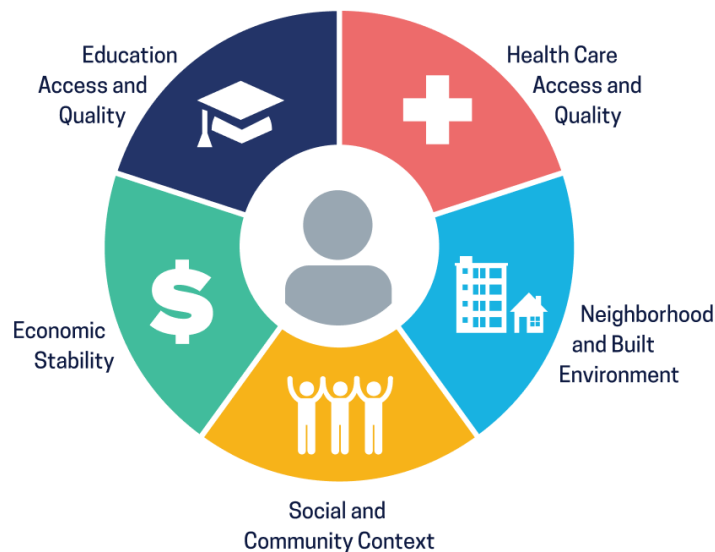 Education
Access and
Quality
Health Care
Access and
Quality
$
Economic
Stability
Neighborhood
and Built
Environment
Social and
Community Context